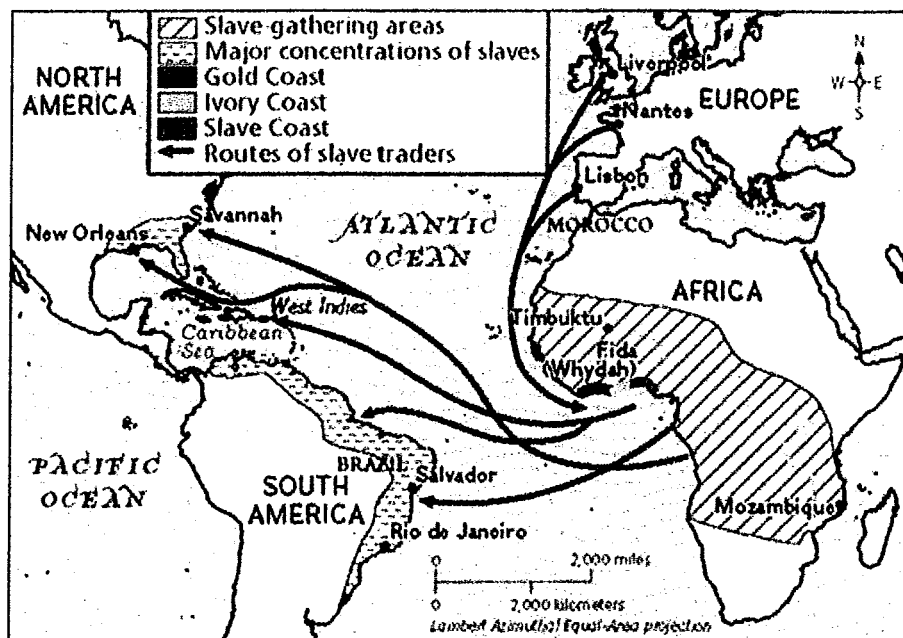 Slave-gathering areas
Major concentrations of slaves
Gold Coast
Ivory Coast
Slave Coast
Routes of slave traders
NORTH
AMERICA
Liverpool
Nantes
EUROPE
N
W
E
S
Lisbon
MOROCCO
Savannah
New Orleans
ATLANTIC
OCEAN
West Indies
Caribbean
Sea
AFRICA
Timbuktu
Fida
(Whydah)
PACIFIC
OCEAN
BRAZIL
Salvador
SOUTH
AMERICA
Rio de Janeiro
Mozambique
0
2,000 miles
0
2,000 kilometers
Lambert Azimuthal Equal-Area projection